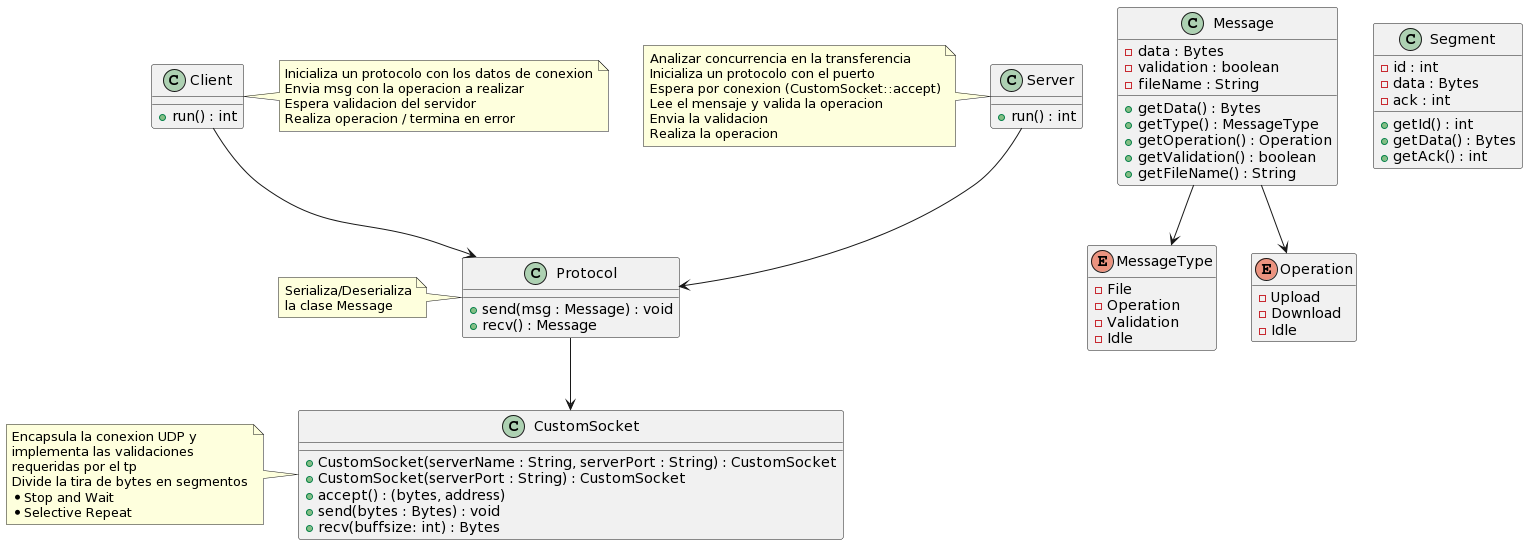 C Client
run() : int
Inicializa un protocolo con los datos de conexion
Envia msg con la operacion a realizar
Espera validacion del servidor
Realiza operacion / termina en error
Analizar concurrencia en la transferencia
Inicializa un protocolo con el puerto
Espera por conexion (CustomSocket::accept)
Lee el mensaje y valida la operacion
Envia la validacion
Realiza la operacion
C Server
run() : int
C Message
data : Bytes
validation : boolean
fileName : String
getData() : Bytes
getType() : MessageType
getOperation() : Operation
getValidation() : boolean
getFileName() : String
C Segment
id : int
data : Bytes
ack : int
getId() : int
getData() : Bytes
getAck() : int
Serializa/Deserializa
la clase Message
C Protocol
send(msg : Message) : void
recv() : Message
E MessageType
File
Operation
Validation
Idle
E Operation
Upload
Download
Idle
Encapsula la conexion UDP y
implementa las validaciones
requeridas por el tp
Divide la tira de bytes en segmentos
• Stop and Wait
• Selective Repeat
C CustomSocket
CustomSocket(serverName : String, serverPort : String) : CustomSocket
CustomSocket(serverPort : String) : CustomSocket
accept() : (bytes, address)
send(bytes : Bytes) : void
recv(buffsize: int) : Bytes